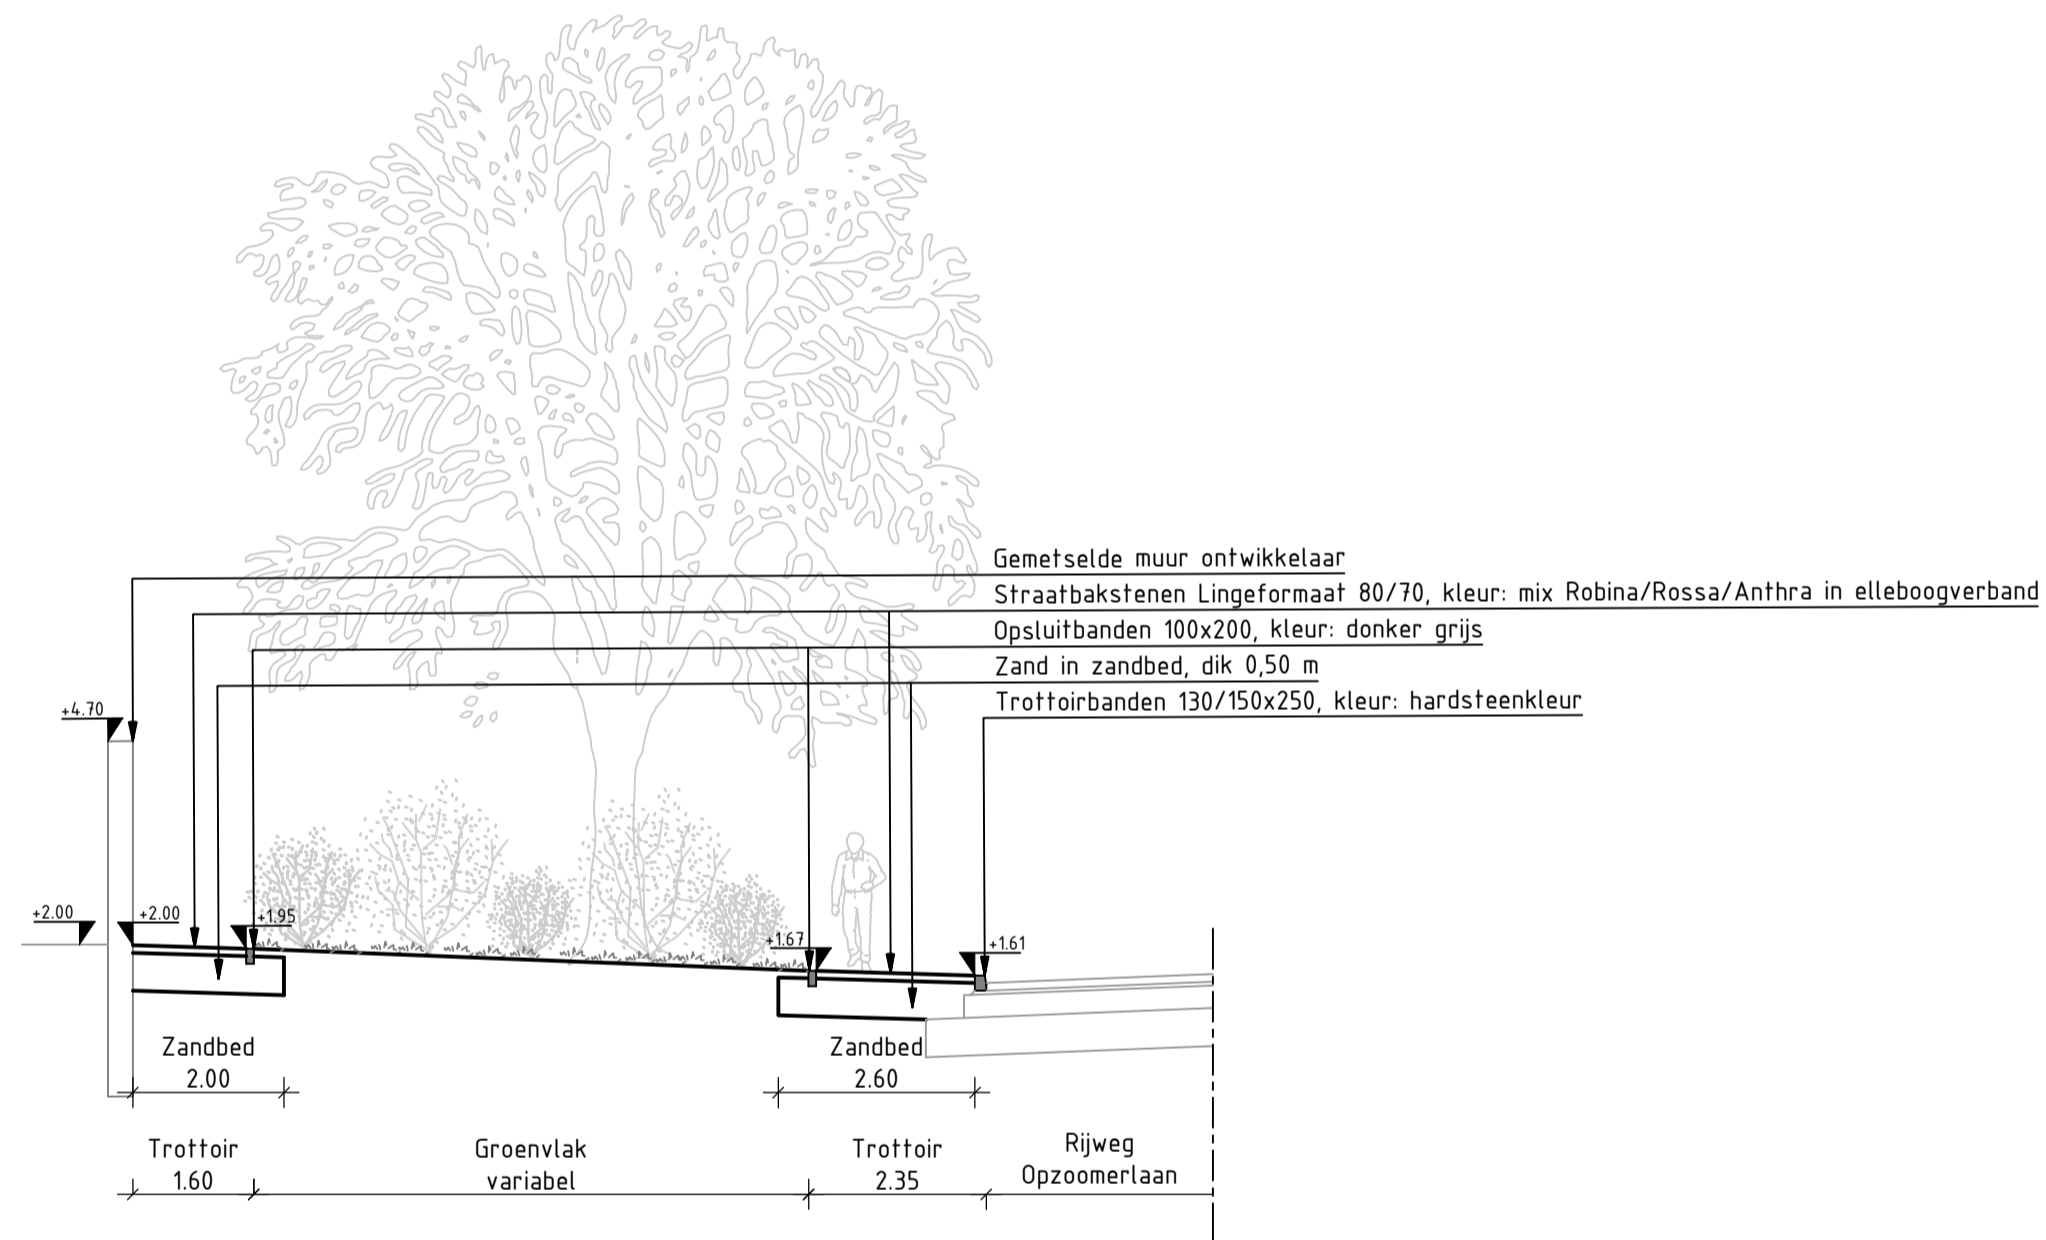 Gemetselde muur ontwikkelaar
Straatbakstenen Lingeformaat 80/70, kleur: mix Robina/Rossa/Anthra in elleboogverband
Opsluitbanden 100x200, kleur: donker grijs
Zand in zandbed, dik 0,50 m
Trottoirbanden 130/150x250, kleur: hardsteenkleur
+4.70
+2.00
+2.00
+1.95
+1.67
+1.61
Zandbed
2.00
Zandbed
2.60
Trottoir
1.60
Groenvlak
variabel
Trottoir
2.35
Rijweg
Opzoomerlaan